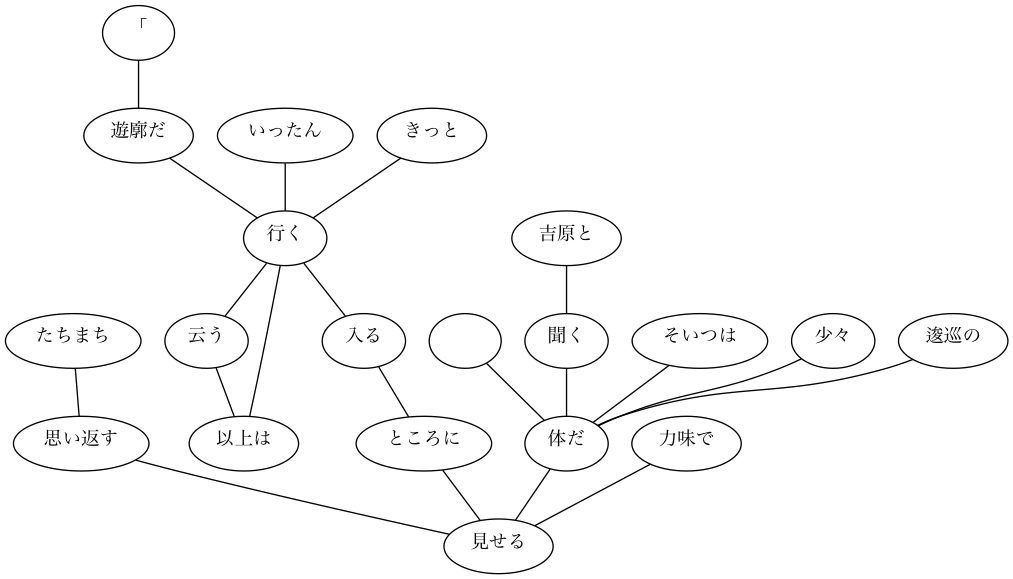 「
遊廓だ
いったん
きっと
行く
吉原と
たちまち
云う
入る
聞く
そいつは
少々
逡巡の
思い返す
以上は
ところに
体だ
力味で
見せる